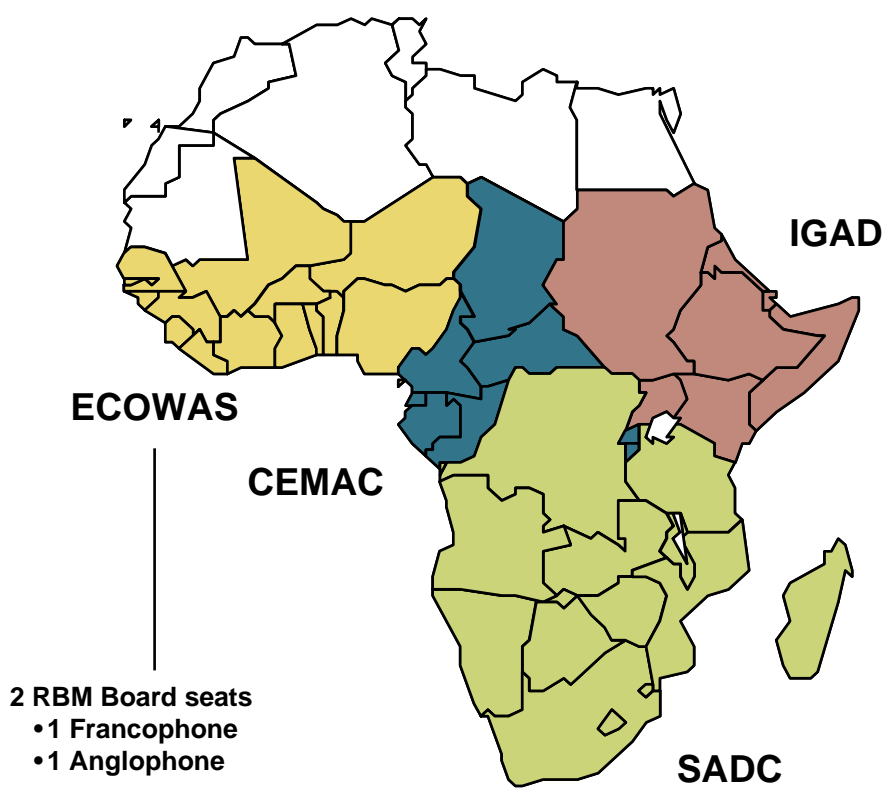 IGAD
ECOWAS
CEMAC
2 RBM Board seats
•1 Francophone
•1 Anglophone
SADC